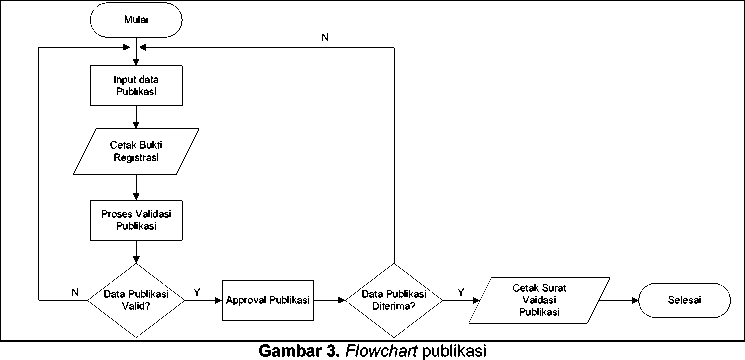 Mulai
N
Input data
Publikasi
Cetak Bukti
Registrasi
Proses Validasi
Publikasi
Data Publikasi
Valid?
N
Y
Approval Publikasi
Data Publikasi
Diterima?
Y
Cetak Surat
Vaidasi
Publikasi
Selesai
Gambar 3. Flowchart publikasi